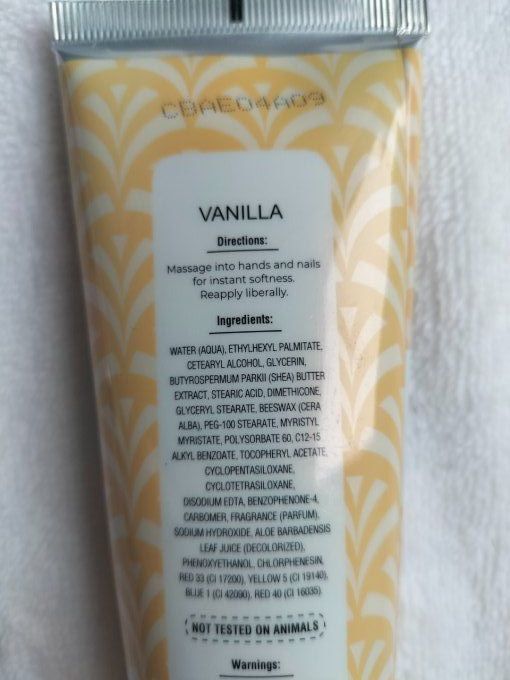 CBAE04A09
VANILLA
Directions:
Massage into hands and nails
for instant softness.
Reapply liberally.
Ingredients:
WATER (AQUA), ETHYLHEXYL PALMITATE,
CETEARYL ALCOHOL, GLYCERIN,
BUTYROSPERMUM PARKII (SHEA) BUTTER
EXTRACT, STEARIC ACID, DIMETHICONE,
GLYCERYL STEARATE, BEESWAX (CERA
ALBA), PEG-100 STEARATE, MYRISTYL
MYRISTATE, POLYSORBATE 60, C12-15
ALKYL BENZOATE, TOCOPHERYL ACETATE,
CYCLOPENTASILOXANE,
CYCLOTETRASILOXANE,
DISODIUM EDTA, BENZOPHENONE-4,
CARBOMER, FRAGRANCE (PARFUM),
SODIUM HYDROXIDE, ALOE BARBADENSIS
LEAF JUICE (DECOLORIZED),
PHENOXYETHANOL, CHLORPHENESIN,
RED 33 (CI 17200), YELLOW 5 (CI 19140),
BLUE 1 (CI 42090), RED 40 (CI 16035).
NOT TESTED ON ANIMALS
Warnings: